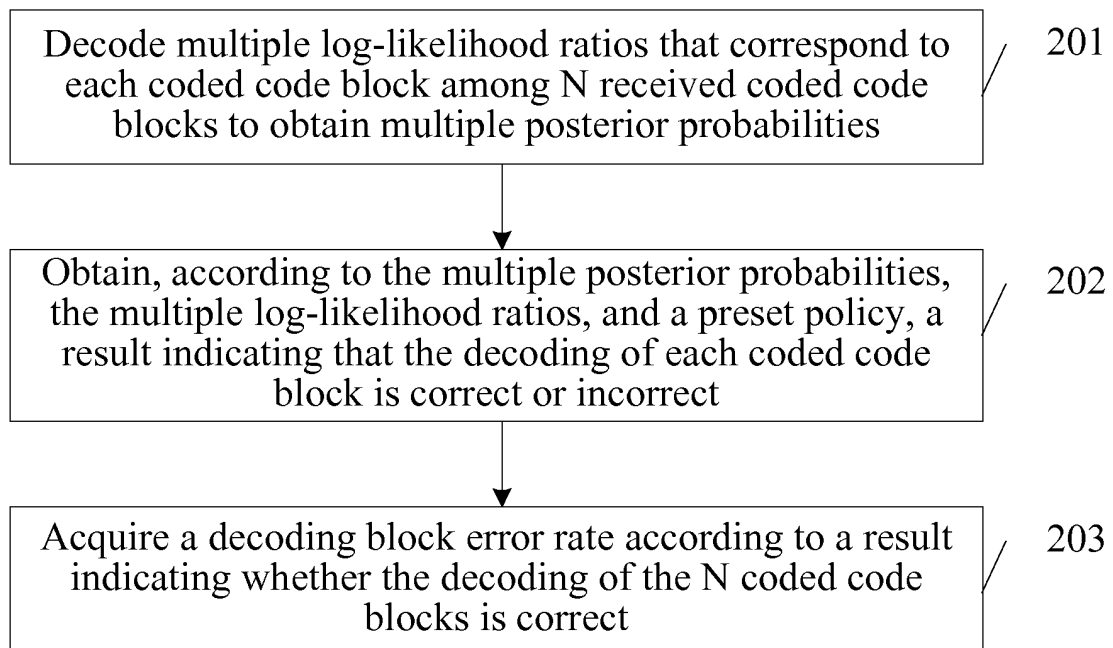 Decode multiple log-likelihood ratios that correspond to
each coded code block among N received coded code
blocks to obtain multiple posterior probabilities
201
Obtain, according to the multiple posterior probabilities,
the multiple log-likelihood ratios, and a preset policy, a
result indicating that the decoding of each coded code
block is correct or incorrect
202
Acquire a decoding block error rate according to a result
indicating whether the decoding of the N coded code
blocks is correct
203